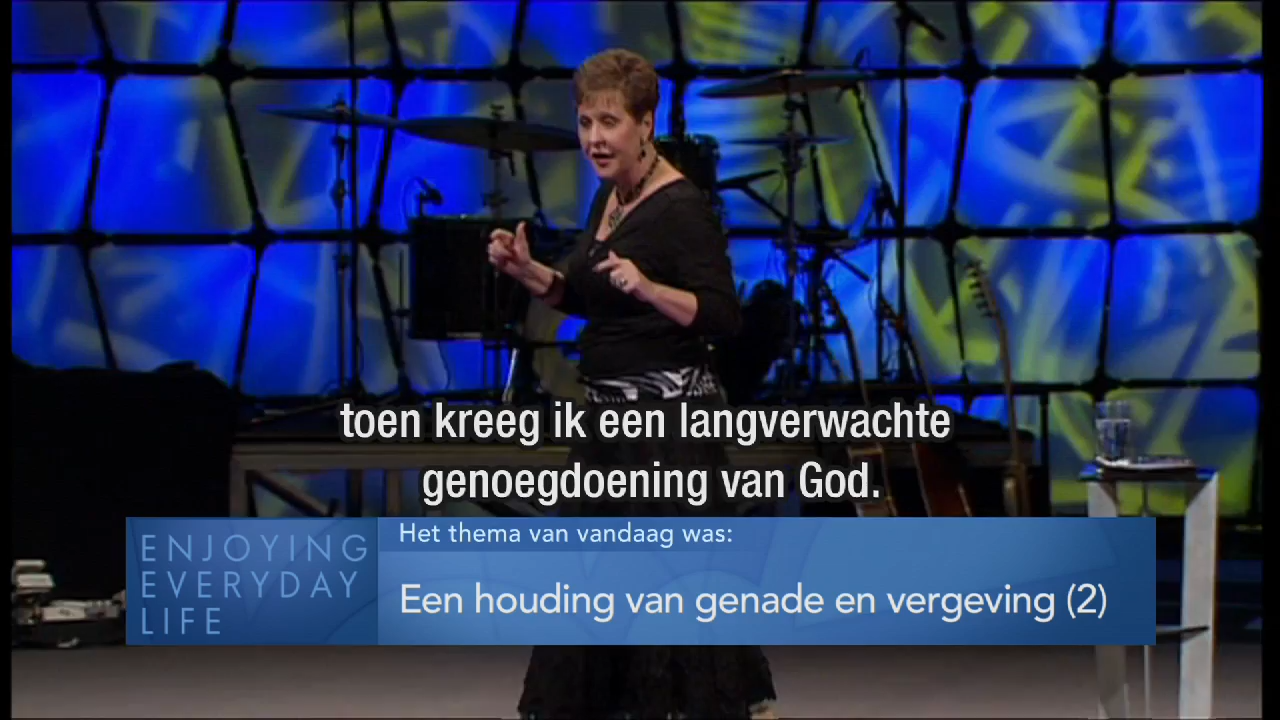 toen kreeg ik een langverwachte
genoegdoening van God.
ENJOYING
EVERYDAY
LIFE
Het thema van vandaag was:
Een houding van genade en vergeving (2)